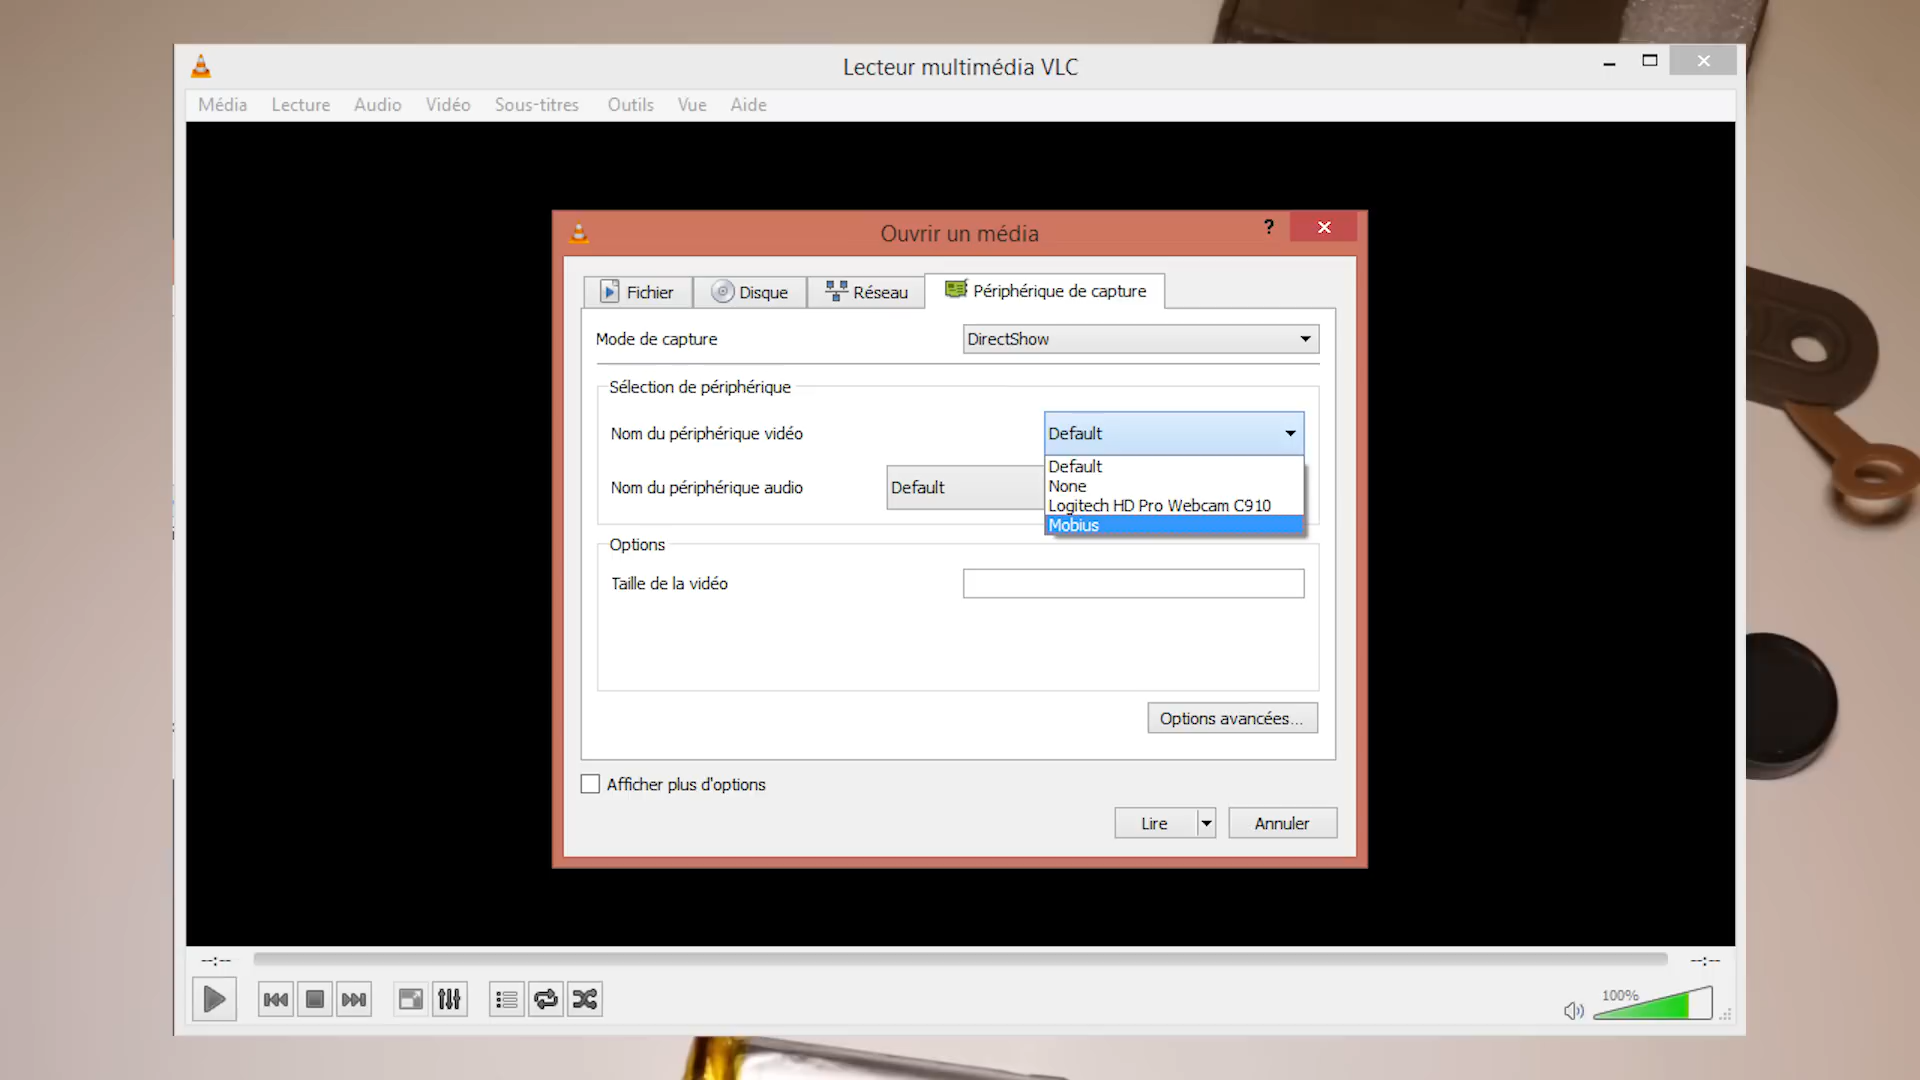 Lecteur multimédia VLC
Média Lecture Audio Vidéo Sous-titres Outils Vue Aide
Ouvrir un média
?
Fichier Disque Réseau Périphérique de capture
Mode de capture DirectShow
Sélection de périphérique
Nom du périphérique vidéo Default
Default
None
Nom du périphérique audio Default
Logitech HD Pro Webcam C910
Mobius
Options
Taille de la vidéo
Options avancées...
Afficher plus d'options
Lire Annuler
--:-- --:--
100%